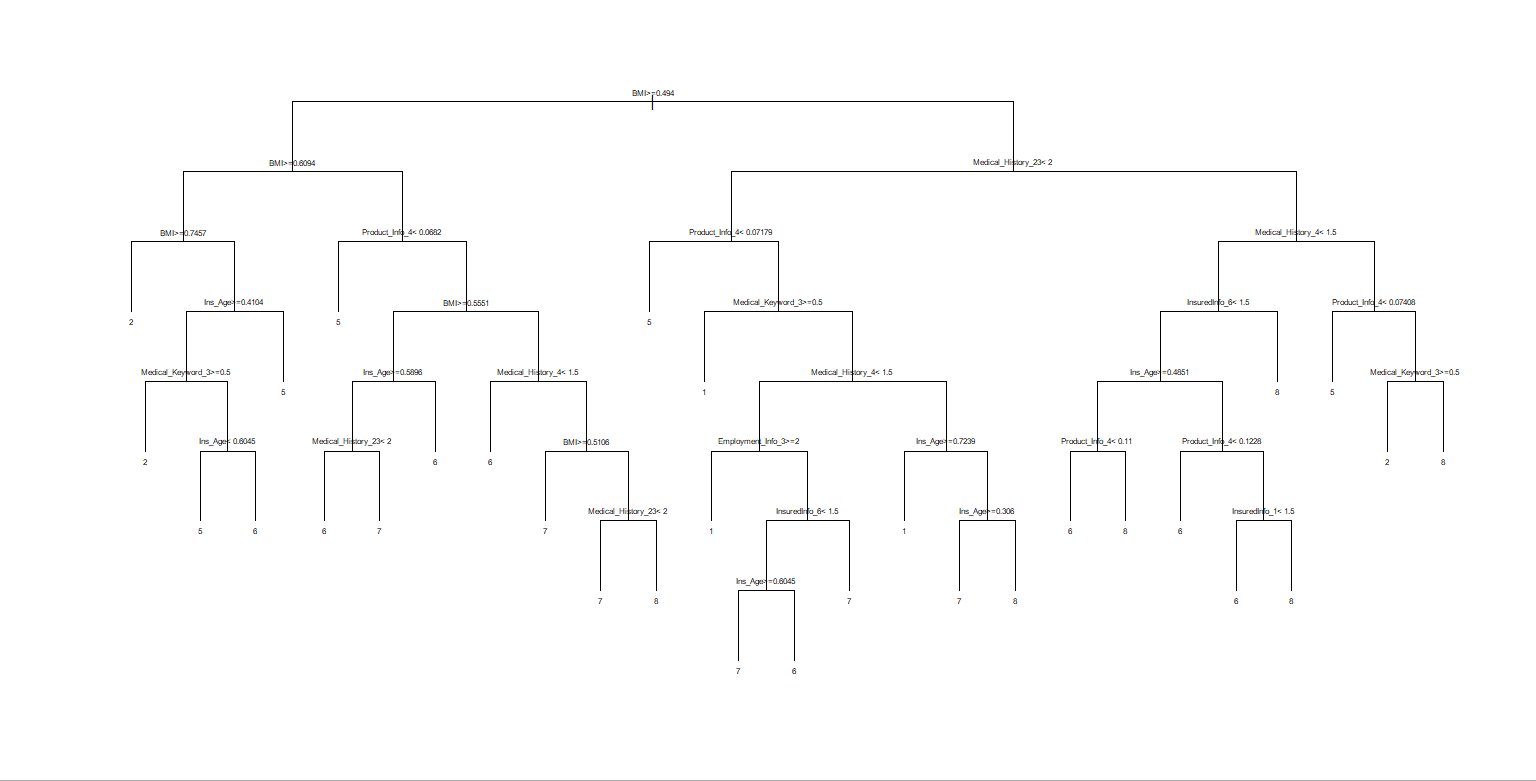 BMI>=0.494
BMI>=0.6094
Medical_History_23< 2
BMI>=0.7457
Product_Info_4< 0.0682
Product_Info_4< 0.07179
Medical_History_4< 1.5
2
Ins_Age>=0.4104
5
BMI>=0.5551
5
Medical_Keyword_3>=0.5
InsuredInfo_6< 1.5
Product_Info_4< 0.07408
Medical_Keyword_3>=0.5
5
Ins_Age>=0.5896
Medical_History_4< 1.5
1
Medical_History_4< 1.5
Ins_Age>=0.4851
8
5
Medical_Keyword_3>=0.5
2
Ins_Age< 0.6045
Medical_History_23< 2
6
6
BMI>=0.5106
Employment_Info_3>=2
Ins_Age>=0.7239
Product_Info_4< 0.11
Product_Info_4< 0.1228
2
8
5
6
6
7
7
Medical_History_23< 2
1
InsuredInfo_6< 1.5
1
Ins_Age>=0.306
6
8
6
InsuredInfo_1< 1.5
7
8
Ins_Age>=0.6045
7
7
8
6
8
7
6